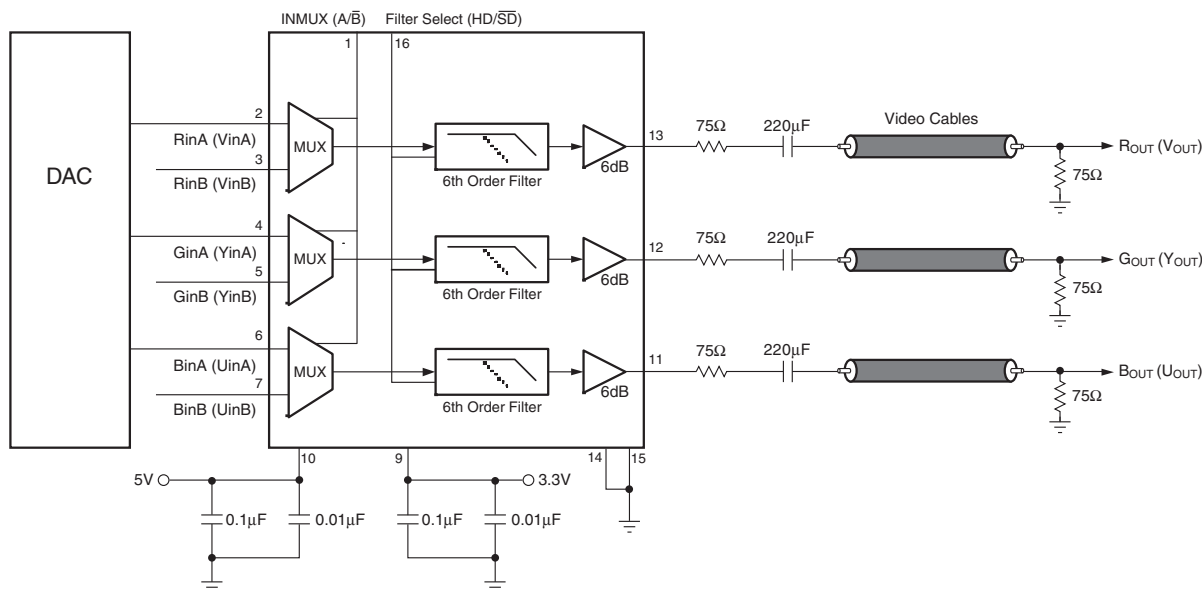 INMUX (A/B̅) Filter Select (HD/S̅D̅)
1 16
DAC
2
RinA (VinA)
3
RinB (VinB)
MUX
6th Order Filter
6dB
13
75Ω
220µF
Video Cables
ROUT (VOUT)
75Ω
4
GinA (YinA)
5
GinB (YinB)
MUX
6th Order Filter
6dB
12
75Ω
220µF
GOUT (YOUT)
75Ω
6
BinA (UinA)
7
BinB (UinB)
MUX
6th Order Filter
6dB
11
75Ω
220µF
BOUT (UOUT)
75Ω
10 9 14 15
5V 3.3V
0.1µF 0.01µF 0.1µF 0.01µF